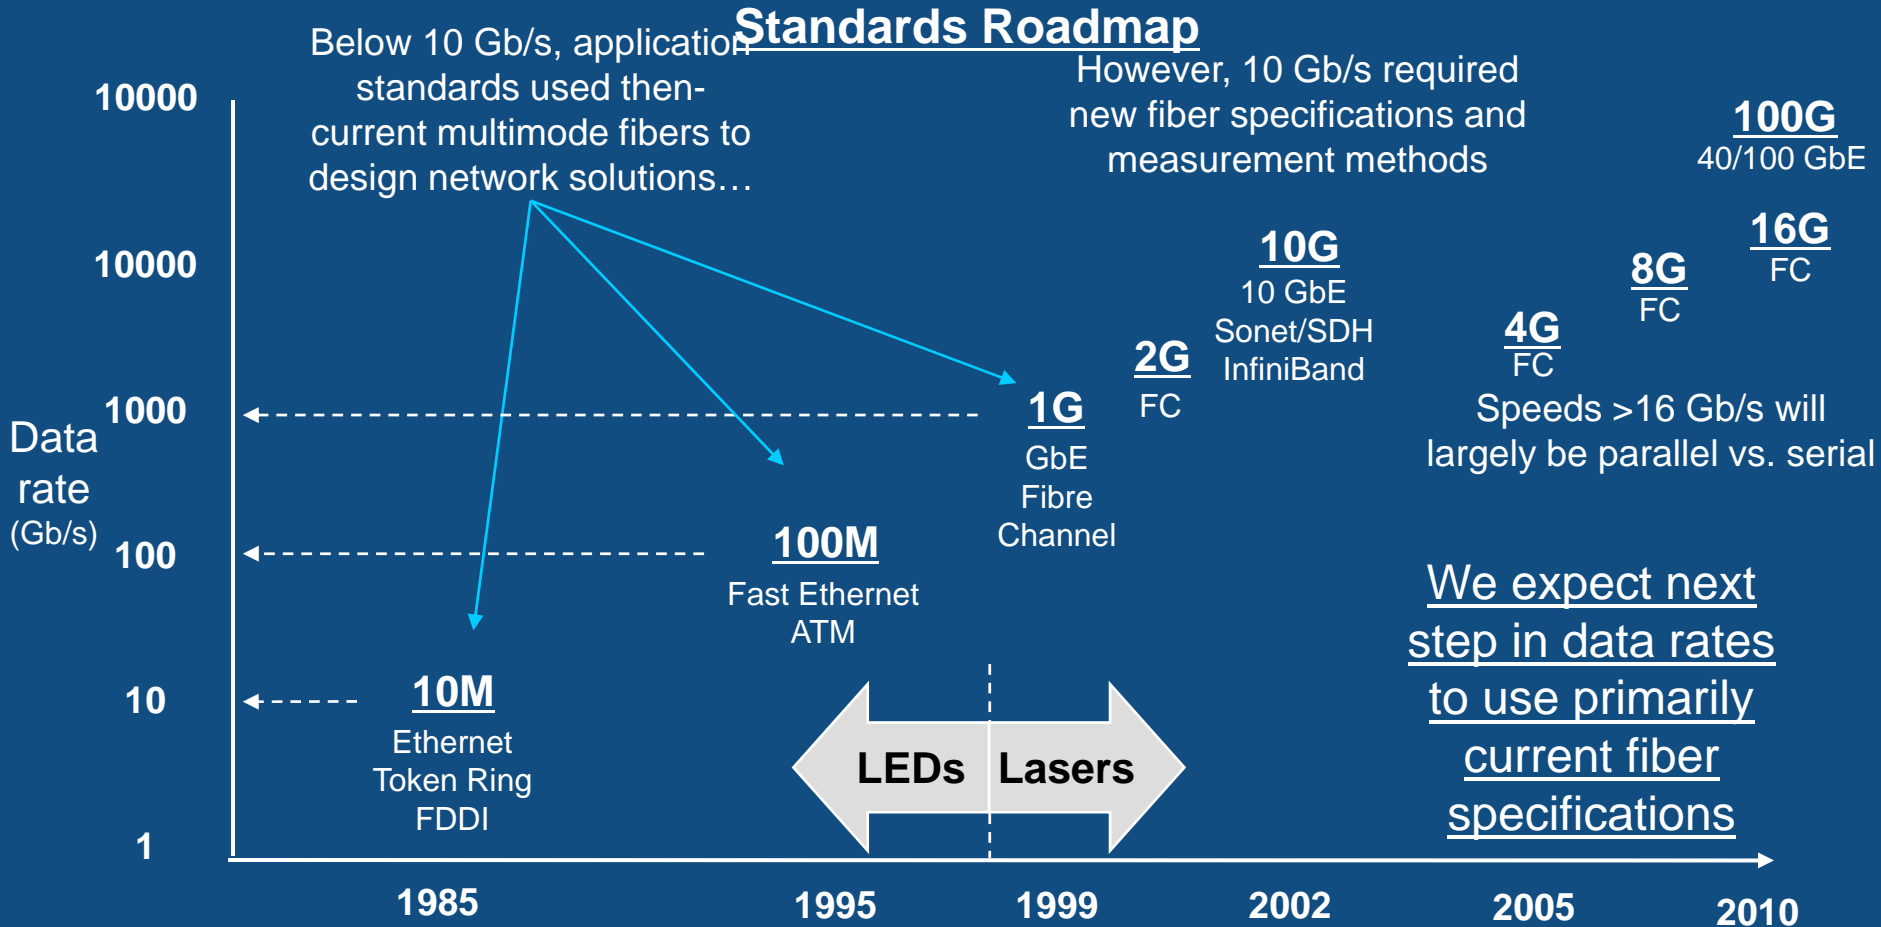 Standards Roadmap
Below 10 Gb/s, application
standards used then-
current multimode fibers to
design network solutions…
However, 10 Gb/s required
new fiber specifications and
measurement methods
10000
10000
1000
100
10
1
Data
rate
(Gb/s)
10M
Ethernet
Token Ring
FDDI
100M
Fast Ethernet
ATM
1G
GbE
Fibre
Channel
2G
FC
10G
10 GbE
Sonet/SDH
InfiniBand
4G
FC
8G
FC
16G
FC
100G
40/100 GbE
Speeds >16 Gb/s will
largely be parallel vs. serial
We expect next
step in data rates
to use primarily
current fiber
specifications
LEDs
Lasers
1985
1995
1999
2002
2005
2010